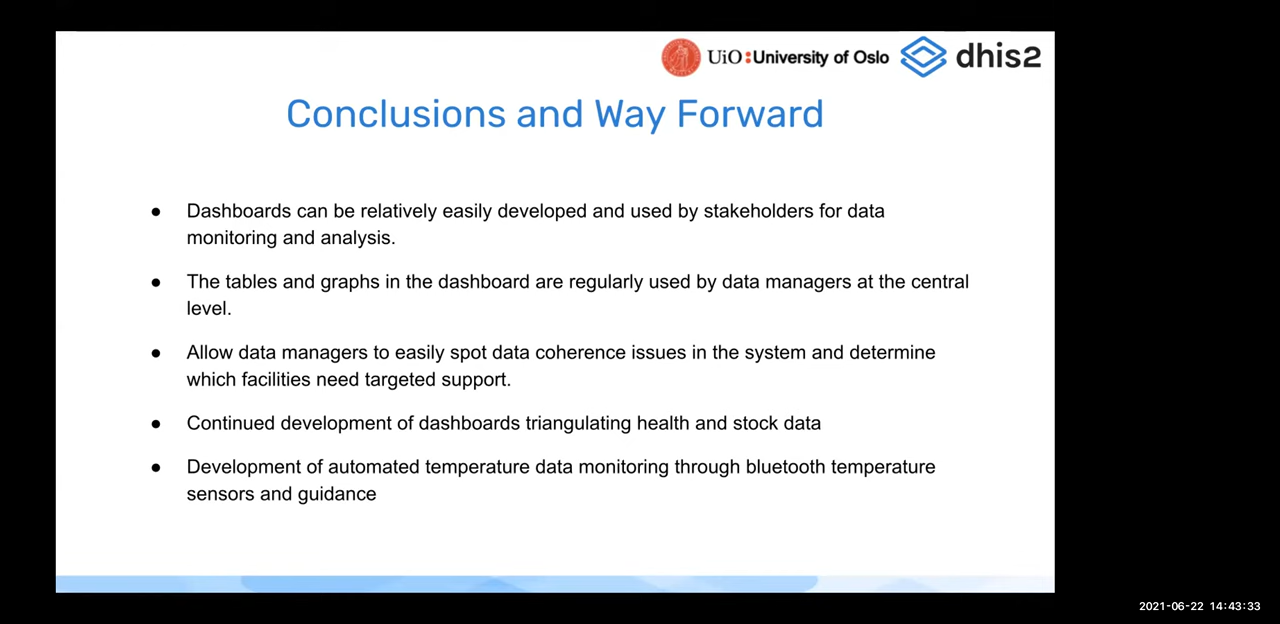 UiO:University of Oslo dhis2
Conclusions and Way Forward
● Dashboards can be relatively easily developed and used by stakeholders for data
monitoring and analysis.
● The tables and graphs in the dashboard are regularly used by data managers at the central
level.
● Allow data managers to easily spot data coherence issues in the system and determine
which facilities need targeted support.
● Continued development of dashboards triangulating health and stock data
● Development of automated temperature data monitoring through bluetooth temperature
sensors and guidance
2021-06-22 14:43:33